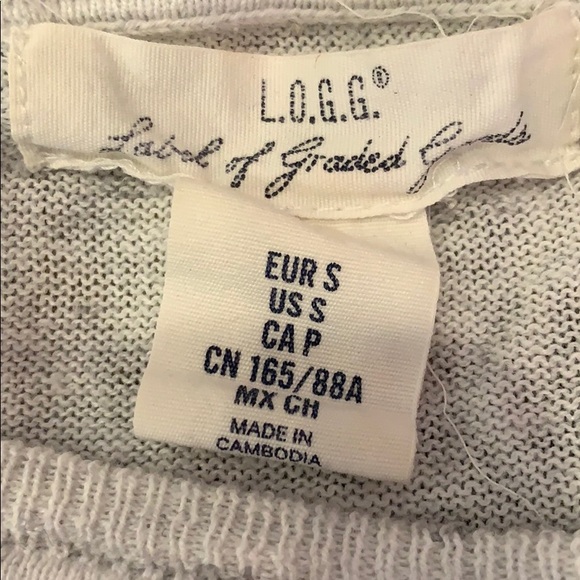 L.O.G.G.®
Label of Graded Goods
EUR S
US S
CA P
CN 165/88A
MX CH
MADE IN
CAMBODIA